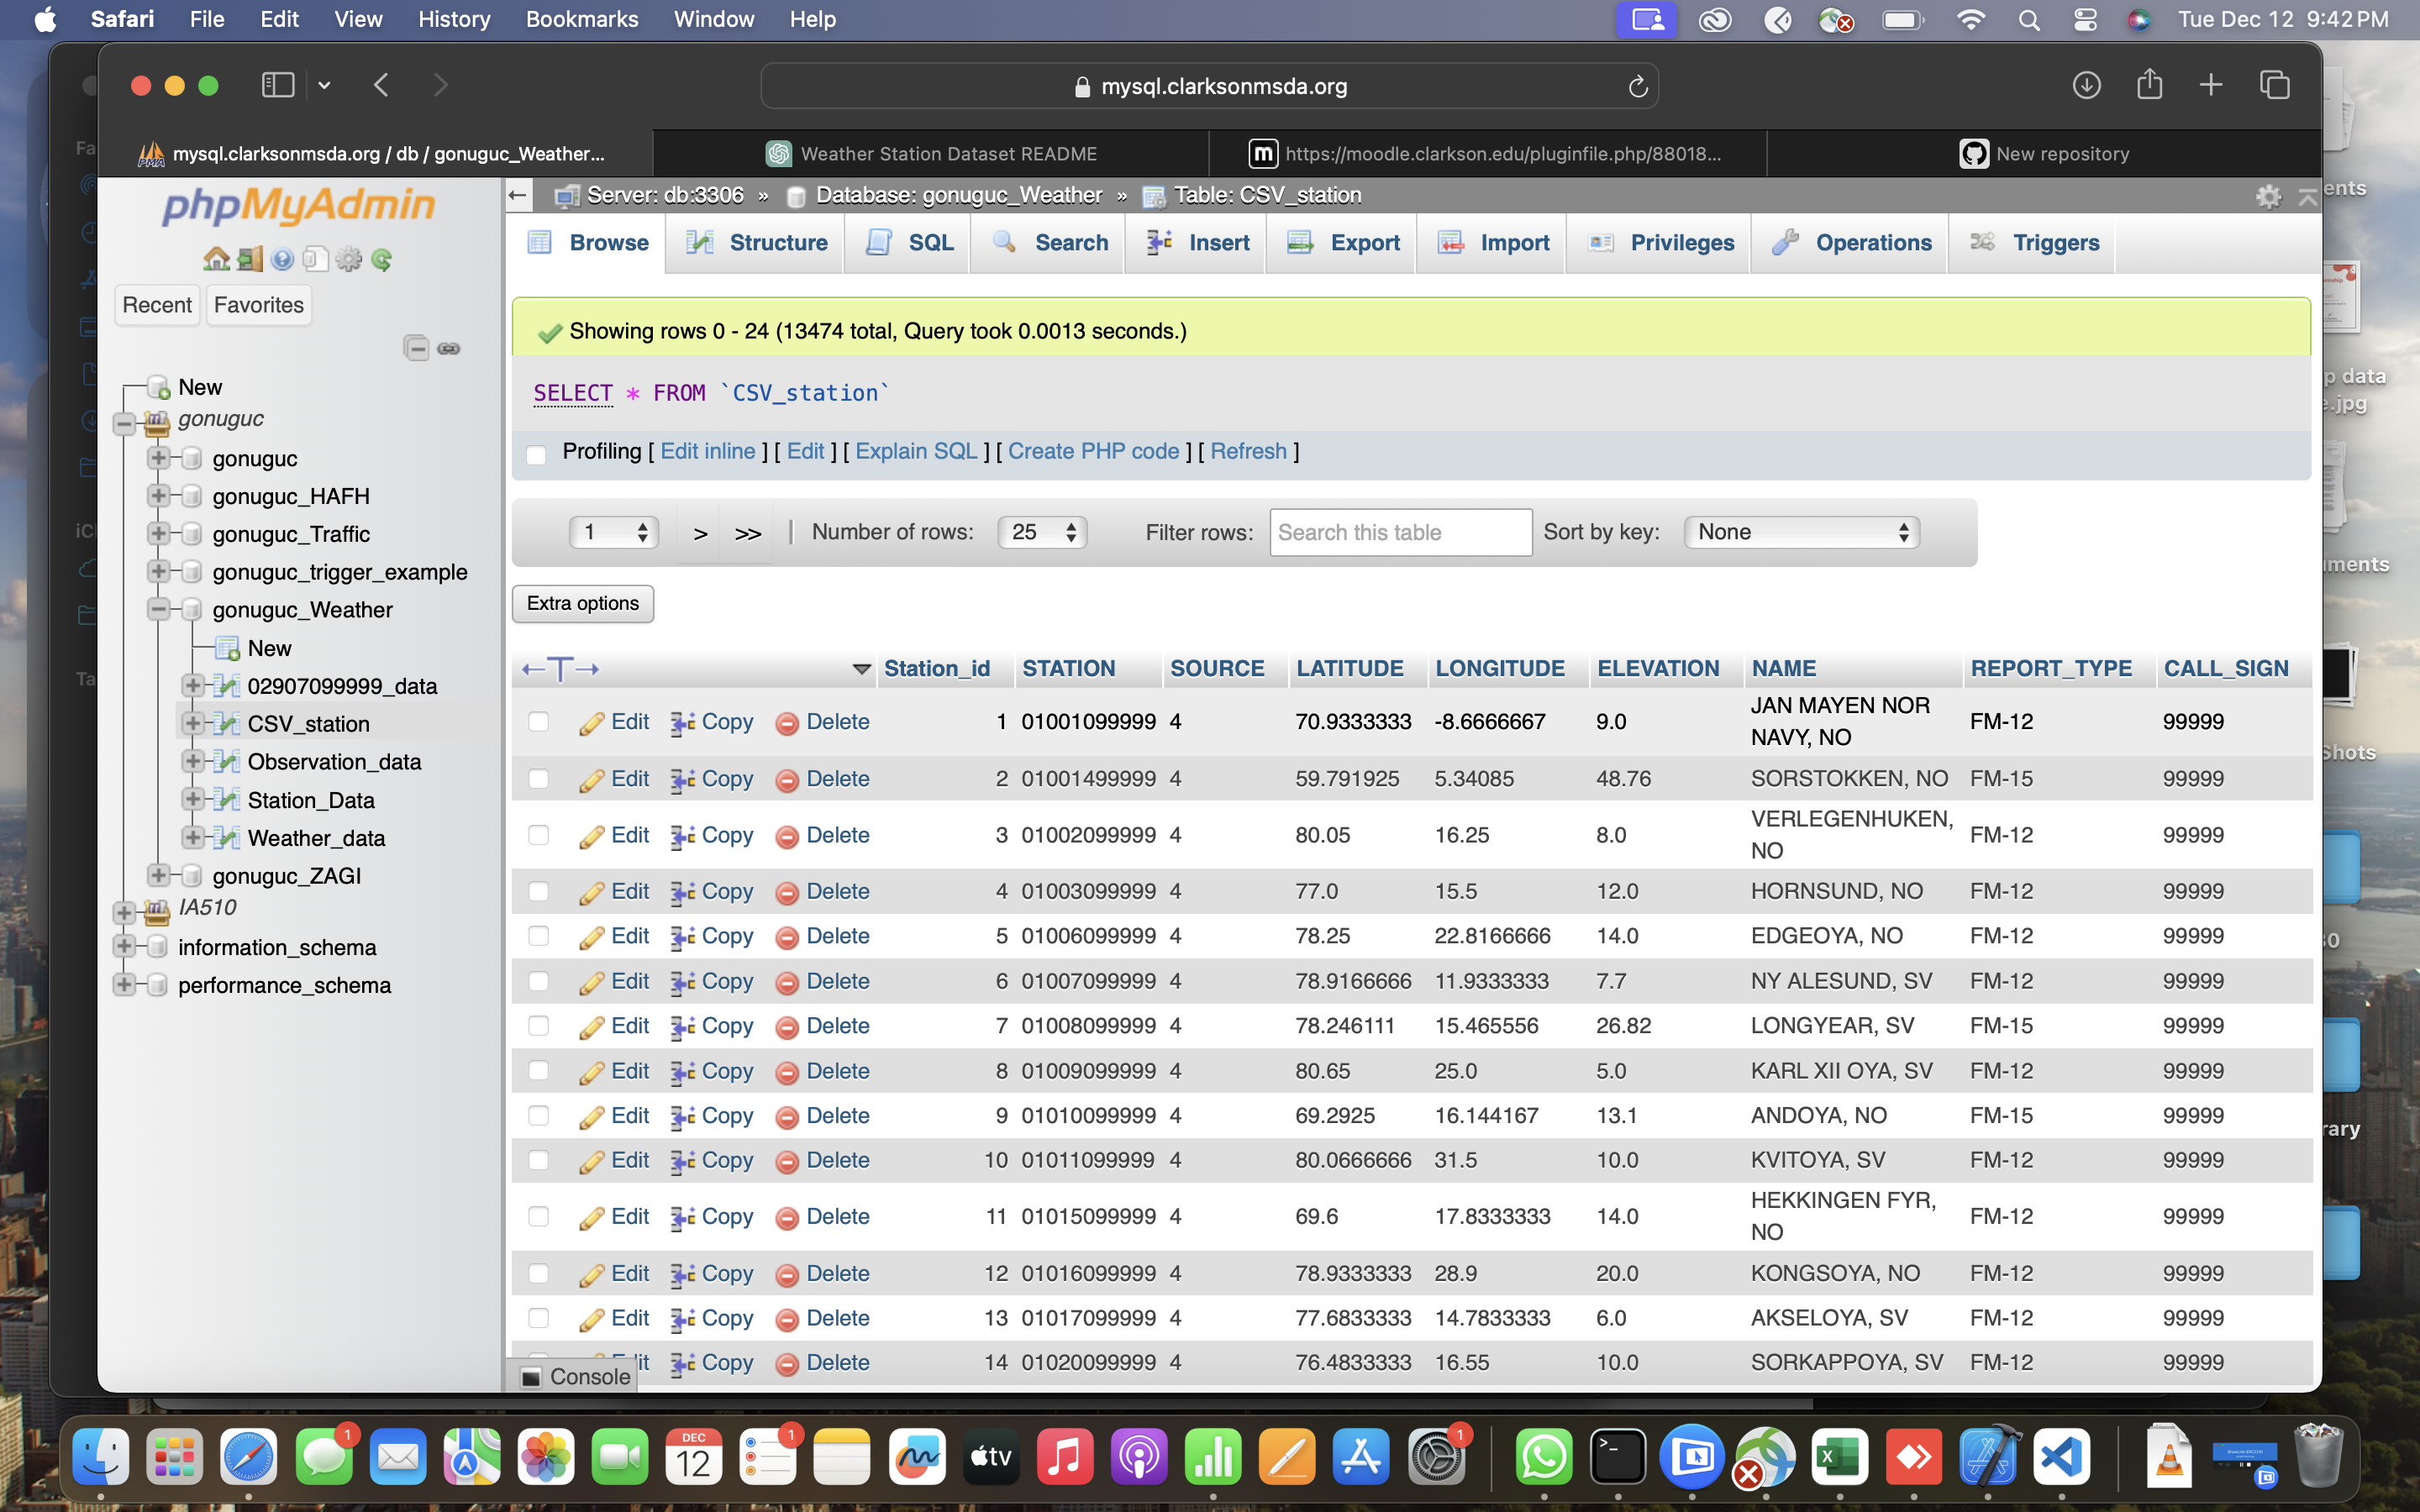 Safari File Edit View History Bookmarks Window Help Tue Dec 12 9:42 PM
mysql.clarksonmsda.org
mysql.clarksonmsda.org / db / gonuguc_Weather... Weather Station Dataset README m https://moodle.clarkson.edu/pluginfile.php/88018... New repository
phpMyAdmin
Recent Favorites
New
gonuguc
gonuguc
gonuguc_HAFH
gonuguc_Traffic
gonuguc_trigger_example
gonuguc_Weather
New
02907099999_data
CSV_station
Observation_data
Station_Data
Weather_data
gonuguc_ZAGI
IA510
information_schema
performance_schema
Server: db:3306 » Database: gonuguc_Weather » Table: CSV_station
Browse Structure SQL Search Insert Export Import Privileges Operations Triggers
Showing rows 0 - 24 (13474 total, Query took 0.0013 seconds.)
SELECT * FROM `CSV_station`
Profiling [ Edit inline ] [ Edit ] [ Explain SQL ] [ Create PHP code ] [ Refresh ]
1 > >> | Number of rows: 25 Filter rows: Search this table Sort by key: None
Extra options
←T→ Station_id STATION SOURCE LATITUDE LONGITUDE ELEVATION NAME REPORT_TYPE CALL_SIGN
Edit Copy Delete 1 01001099999 4 70.9333333 -8.6666667 9.0 JAN MAYEN NOR NAVY, NO FM-12 99999
Edit Copy Delete 2 01001499999 4 59.791925 5.34085 48.76 SORSTOKKEN, NO FM-15 99999
Edit Copy Delete 3 01002099999 4 80.05 16.25 8.0 VERLEGENHUKEN, NO FM-12 99999
Edit Copy Delete 4 01003099999 4 77.0 15.5 12.0 HORNSUND, NO FM-12 99999
Edit Copy Delete 5 01006099999 4 78.25 22.8166666 14.0 EDGEOYA, NO FM-12 99999
Edit Copy Delete 6 01007099999 4 78.9166666 11.9333333 7.7 NY ALESUND, SV FM-12 99999
Edit Copy Delete 7 01008099999 4 78.246111 15.465556 26.82 LONGYEAR, SV FM-15 99999
Edit Copy Delete 8 01009099999 4 80.65 25.0 5.0 KARL XII OYA, SV FM-12 99999
Edit Copy Delete 9 01010099999 4 69.2925 16.144167 13.1 ANDOYA, NO FM-15 99999
Edit Copy Delete 10 01011099999 4 80.0666666 31.5 10.0 KVITOYA, SV FM-12 99999
Edit Copy Delete 11 01015099999 4 69.6 17.8333333 14.0 HEKKINGEN FYR, NO FM-12 99999
Edit Copy Delete 12 01016099999 4 78.9333333 28.9 20.0 KONGSOYA, NO FM-12 99999
Edit Copy Delete 13 01017099999 4 77.6833333 14.7833333 6.0 AKSELOYA, SV FM-12 99999
Copy Delete 14 01020099999 4 76.4833333 16.55 10.0 SORKAPPOYA, SV FM-12 99999
Console
1 DEC 12 1 tv 1